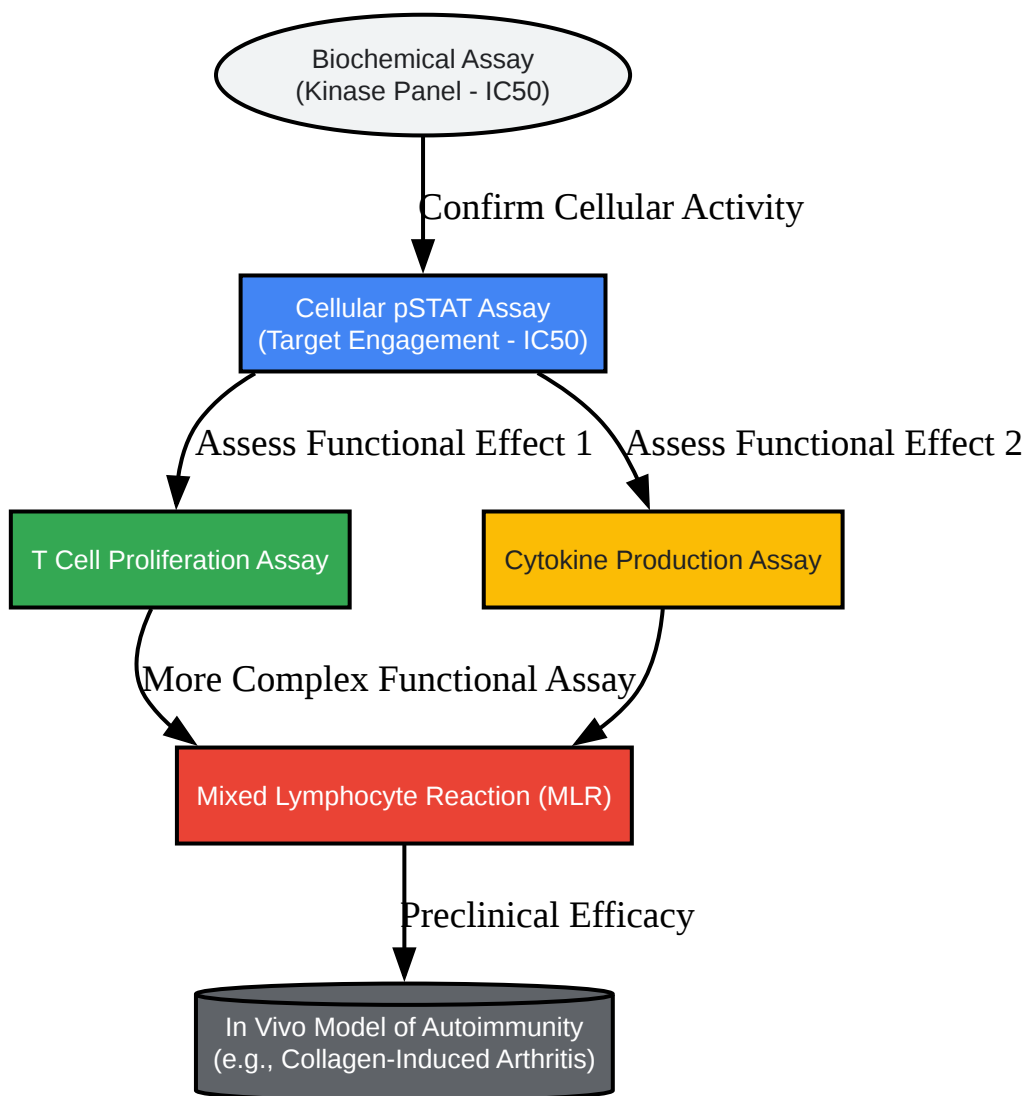 Biochemical Assay
(Kinase Panel - IC50)
Confirm Cellular Activity
Cellular pSTAT Assay
(Target Engagement - IC50)
Assess Functional Effect 1
Assess Functional Effect 2
T Cell Proliferation Assay
Cytokine Production Assay
More Complex Functional Assay
Mixed Lymphocyte Reaction (MLR)
Preclinical Efficacy
In Vivo Model of Autoimmunity
(e.g., Collagen-Induced Arthritis)